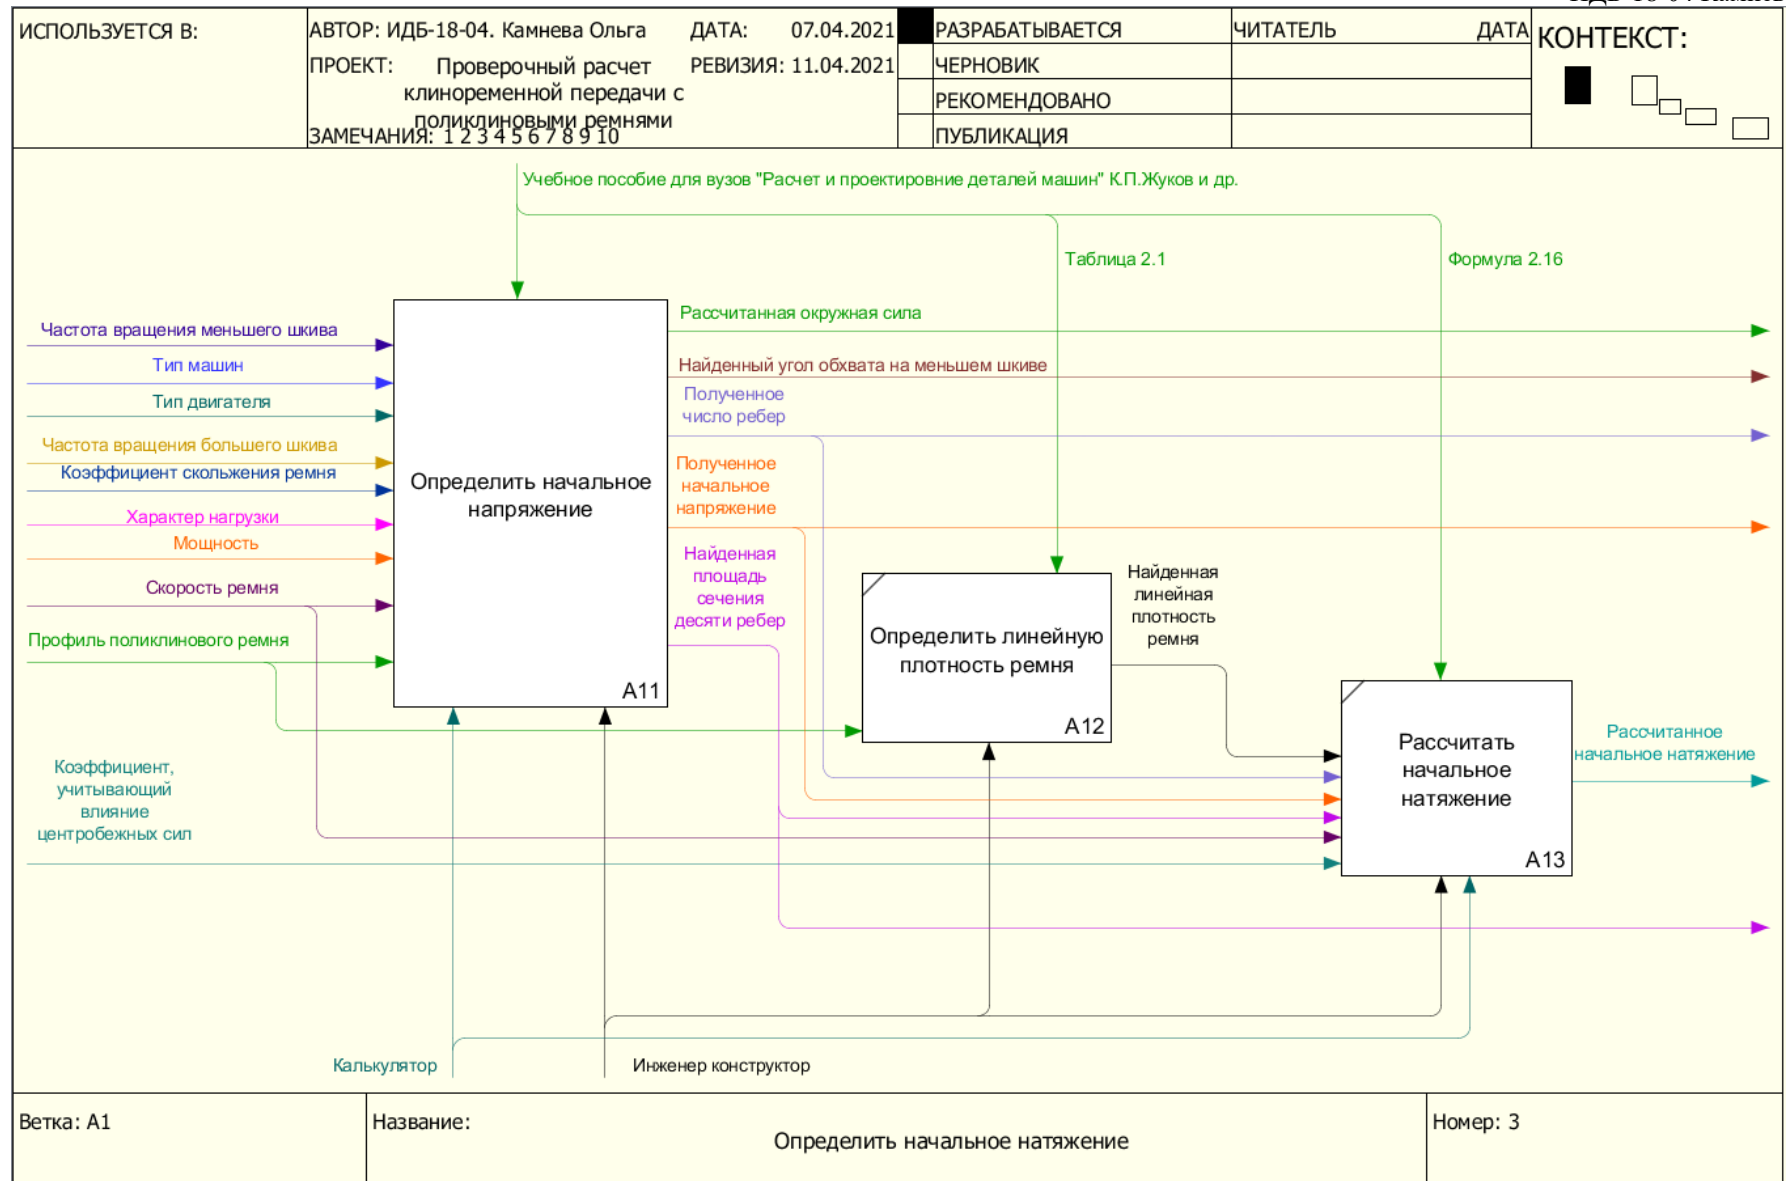 ИСПОЛЬЗУЕТСЯ В:
АВТОР: ИДБ-18-04. Камнева Ольга
ДАТА: 07.04.2021
ПРОЕКТ: Проверочный расчет
клиноременной передачи с
поликлиновыми ремнями
РЕВИЗИЯ: 11.04.2021
ЗАМЕЧАНИЯ: 1 2 3 4 5 6 7 8 9 10
РАЗРАБАТЫВАЕТСЯ
ЧЕРНОВИК
РЕКОМЕНДОВАНО
ПУБЛИКАЦИЯ
ЧИТАТЕЛЬ
ДАТА
КОНТЕКСТ:
Учебное пособие для вузов "Расчет и проектировние деталей машин" К.П.Жуков и др.
Таблица 2.1
Формула 2.16
Частота вращения меньшего шкива
Тип машин
Тип двигателя
Частота вращения большего шкива
Коэффициент скольжения ремня
Характер нагрузки
Мощность
Скорость ремня
Профиль поликлинового ремня
Коэффициент,
учитывающий
влияние
центробежных сил
Определить начальное
напряжение
A11
Рассчитанная окружная сила
Найденный угол обхвата на меньшем шкиве
Полученное
число ребер
Полученное
начальное
напряжение
Найденная
площадь
сечения
десяти ребер
Определить линейную
плотность ремня
A12
Найденная
линейная
плотность
ремня
Рассчитать
начальное
натяжение
A13
Рассчитанное
начальное натяжение
Калькулятор
Инженер конструктор
Ветка: A1
Название:
Определить начальное натяжение
Номер: 3